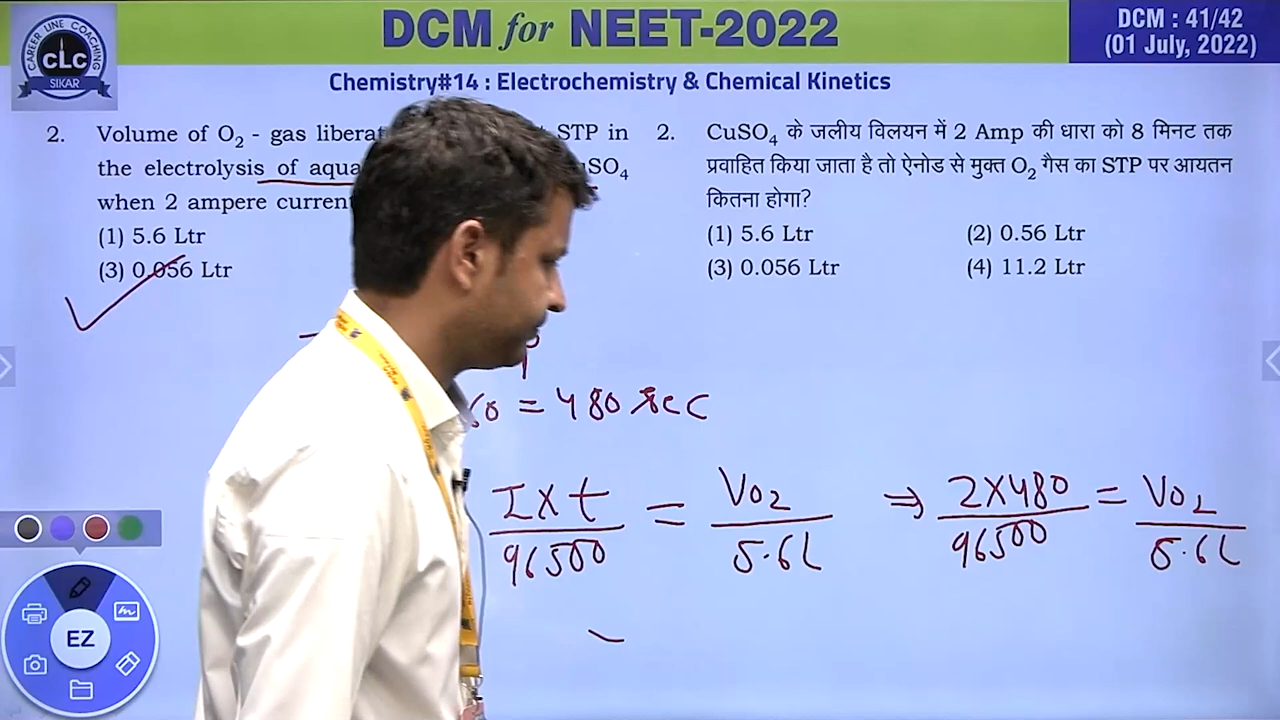 CAREER LINE COACHING
CLC
SIKAR
DCM for NEET-2022
DCM : 41/42
(01 July, 2022)
Chemistry#14 : Electrochemistry & Chemical Kinetics
2. Volume of O₂ - gas STP in
the electrolysis of
when 2 ampere
(1) 5.6 Ltr
(3) 0.056 Ltr
2. CuSO₄ के जलीय विलयन में 2 Amp की धारा को 8 मिनट तक
प्रवाहित किया जाता है तो ऐनोड से मुक्त O₂ गैस का STP पर आयतन
कितना होगा?
(1) 5.6 Ltr (2) 0.56 Ltr
(3) 0.056 Ltr (4) 11.2 Ltr
= 480 sec
I×t/96500 = VO₂/5.6L ⇒ 2×480/96500 = VO₂/5.6L
EZ